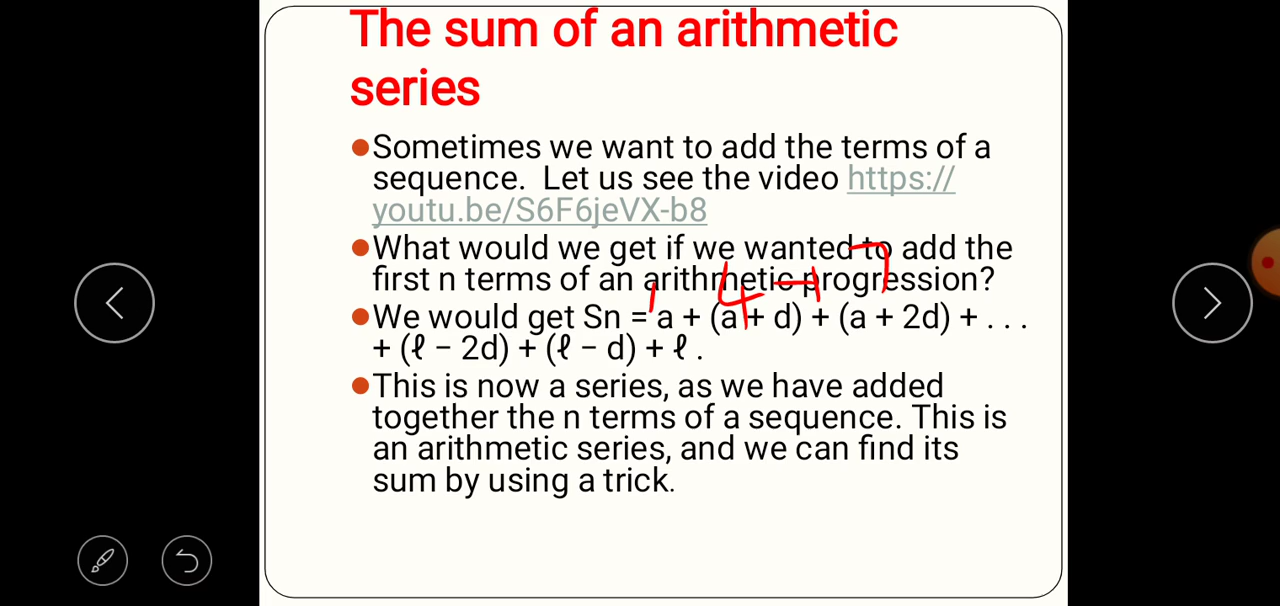 The sum of an arithmetic
series
Sometimes we want to add the terms of a
sequence. Let us see the video https://
youtu.be/S6F6jeVX-b8
What would we get if we wanted to add the
first n terms of an arithmetic progression?
1 4 7
We would get Sn = a + (a + d) + (a + 2d) + . . .
+ (ℓ − 2d) + (ℓ − d) + ℓ .
This is now a series, as we have added
together the n terms of a sequence. This is
an arithmetic series, and we can find its
sum by using a trick.